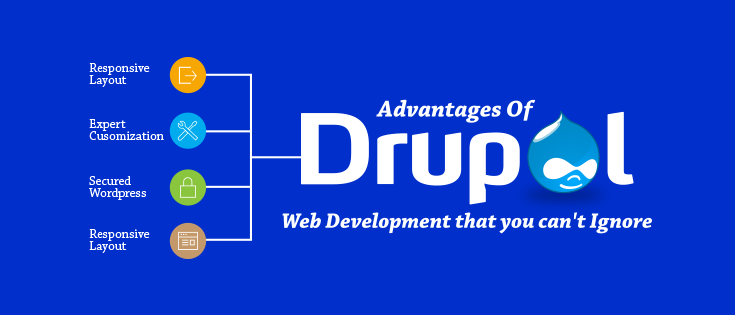 Responsive
Layout
Expert
Cusomization
Secured
Wordpress
Responsive
Layout
Advantages Of
Drupal
Web Development that you can't Ignore